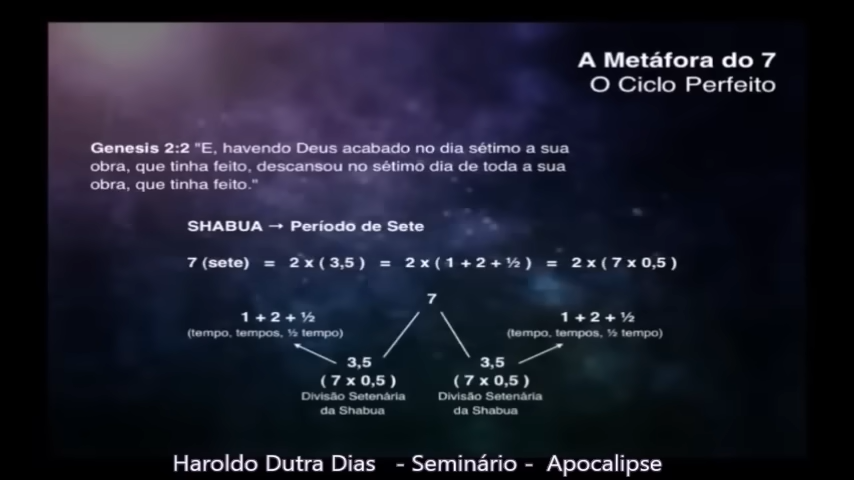 A Metáfora do 7
O Ciclo Perfeito
Genesis 2:2 "E, havendo Deus acabado no dia sétimo a sua
obra, que tinha feito, descansou no sétimo dia de toda a sua
obra, que tinha feito."
SHABUA → Período de Sete
7 (sete) = 2 x ( 3,5 ) = 2 x ( 1 + 2 + ½ ) = 2 x ( 7 x 0,5 )
7
1 + 2 + ½
(tempo, tempos, ½ tempo)
1 + 2 + ½
(tempo, tempos, ½ tempo)
3,5
( 7 x 0,5 )
Divisão Setenária
da Shabua
3,5
( 7 x 0,5 )
Divisão Setenária
da Shabua
Haroldo Dutra Dias - Seminário - Apocalipse